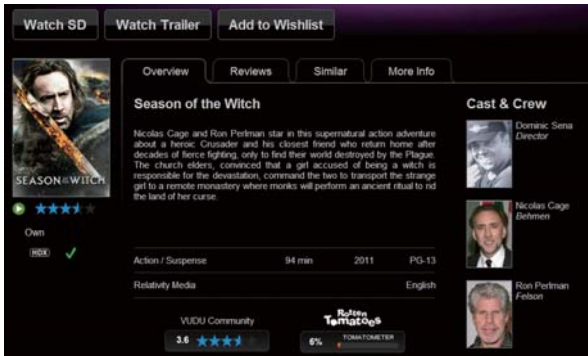 Watch SD
Watch Trailer
Add to Wishlist
Overview
Reviews
Similar
More Info
SEASON OF THE WITCH
Own
HDX
Season of the Witch
Nicolas Cage and Ron Perlman star in this supernatural action adventure
about a heroic Crusader and his closest friend who return home after
decades of fierce fighting, only to find their world destroyed by the Plague.
The church elders, convinced that a girl accused of being a witch is
responsible for the devastation, command the two to transport the strange
girl to a remote monastery where monks will perform an ancient ritual to rid
the land of her curse.
Action / Suspense 94 min 2011 PG-13
Relativity Media English
VUDU Community
3.6
Rotten
Tomatoes
6% TOMATOMETER
Cast & Crew
Dominic Sena
Director
Nicolas Cage
Behmen
Ron Perlman
Felson